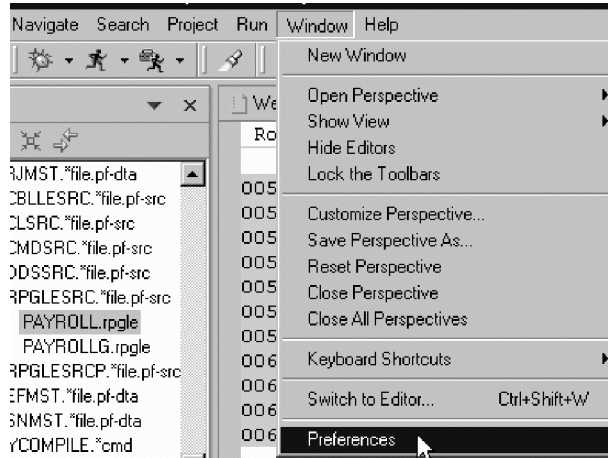 Navigate Search Project Run Window Help
New Window
We
Open Perspective
Show View
Ro
Hide Editors
Lock the Toolbars
RJMST.*file.pf-dta
005
CBLLESRC.*file.pf-src
005
CLSRC.*file.pf-src
Customize Perspective...
005
CMDSRC.*file.pf-src
Save Perspective As...
005
DDSSRC.*file.pf-src
Reset Perspective
005
RPGLESRC.*file.pf-src
Close Perspective
005
PAYROLL.rpgle
Close All Perspectives
005
PAYROLLG.rpgle
Keyboard Shortcuts
006
RPGLESRCP.*file.pf-src
006
EFMST.*file.pf-dta
Switch to Editor... Ctrl+Shift+W
006
SNMST.*file.pf-dta
006
YCOMPILE.*cmd
Preferences